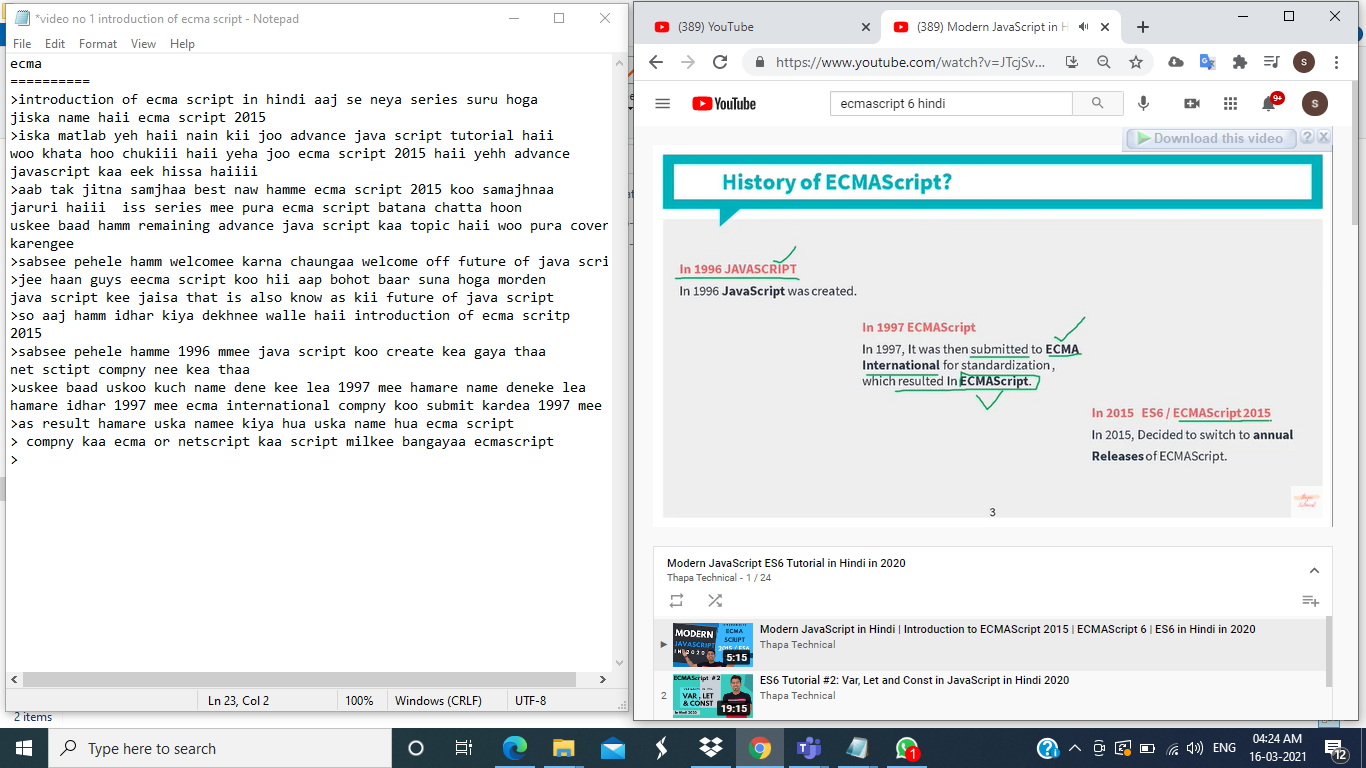 *video no 1 introduction of ecma script - Notepad
File Edit Format View Help
ecma
==========
>introduction of ecma script in hindi aaj se neya series suru hoga
jiska name haii ecma script 2015
>iska matlab yeh haii nain kii joo advance java script tutorial haii
woo khata hoo chukiii haii yeha joo ecma script 2015 haii yehh advance
javascript kaa eek hissa haiiii
>aab tak jitna samjhaa best naw hamme ecma script 2015 koo samajhnaa
jaruri haiii  iss series mee pura ecma script batana chatta hoon
uskee baad hamm remaining advance java script kaa topic haii woo pura cover
karengee
>sabsee pehele hamm welcomee karna chaungaa welcome off future of java scri
>jee haan guys eecma script koo hii aap bohot baar suna hoga morden
java script kee jaisa that is also know as kii future of java script
>so aaj hamm idhar kiya dekhnee walle haii introduction of ecma scritp
2015
>sabsee pehele hamme 1996 mmee java script koo create kea gaya thaa
net sctipt compny nee kea thaa
>uskee baad uskoo kuch name dene kee lea 1997 mee hamare name deneke lea
hamare idhar 1997 mee ecma international compny koo submit kardea 1997 mee
>as result hamare uska namee kiya hua uska name hua ecma script
> compny kaa ecma or netscript kaa script milkee bangayaa ecmascript
>
Ln 23, Col 2 100% Windows (CRLF) UTF-8
2 items
(389) YouTube
(389) Modern JavaScript in H
https://www.youtube.com/watch?v=JTcjSv...
S
YouTube
ecmascript 6 hindi
9+
S
Download this video ? X
History of ECMAScript?
In 1996 JAVASCRIPT
In 1996 JavaScript was created.
In 1997 ECMAScript
In 1997, It was then submitted to ECMA
International for standardization,
which resulted In ECMAScript.
In 2015 ES6 / ECMAScript 2015
In 2015, Decided to switch to annual
Releases of ECMAScript.
3
Modern JavaScript ES6 Tutorial in Hindi in 2020
Thapa Technical - 1 / 24
MODERN
JAVASCRIPT
ECMA
SCRIPT
5:15
Modern JavaScript in Hindi | Introduction to ECMAScript 2015 | ECMAScript 6 | ES6 in Hindi in 2020
Thapa Technical
2
ECMAScript #2
VAR, LET
& CONST
19:15
ES6 Tutorial #2: Var, Let and Const in JavaScript in Hindi 2020
Thapa Technical
Type here to search
1
ENG
04:24 AM
16-03-2021
12